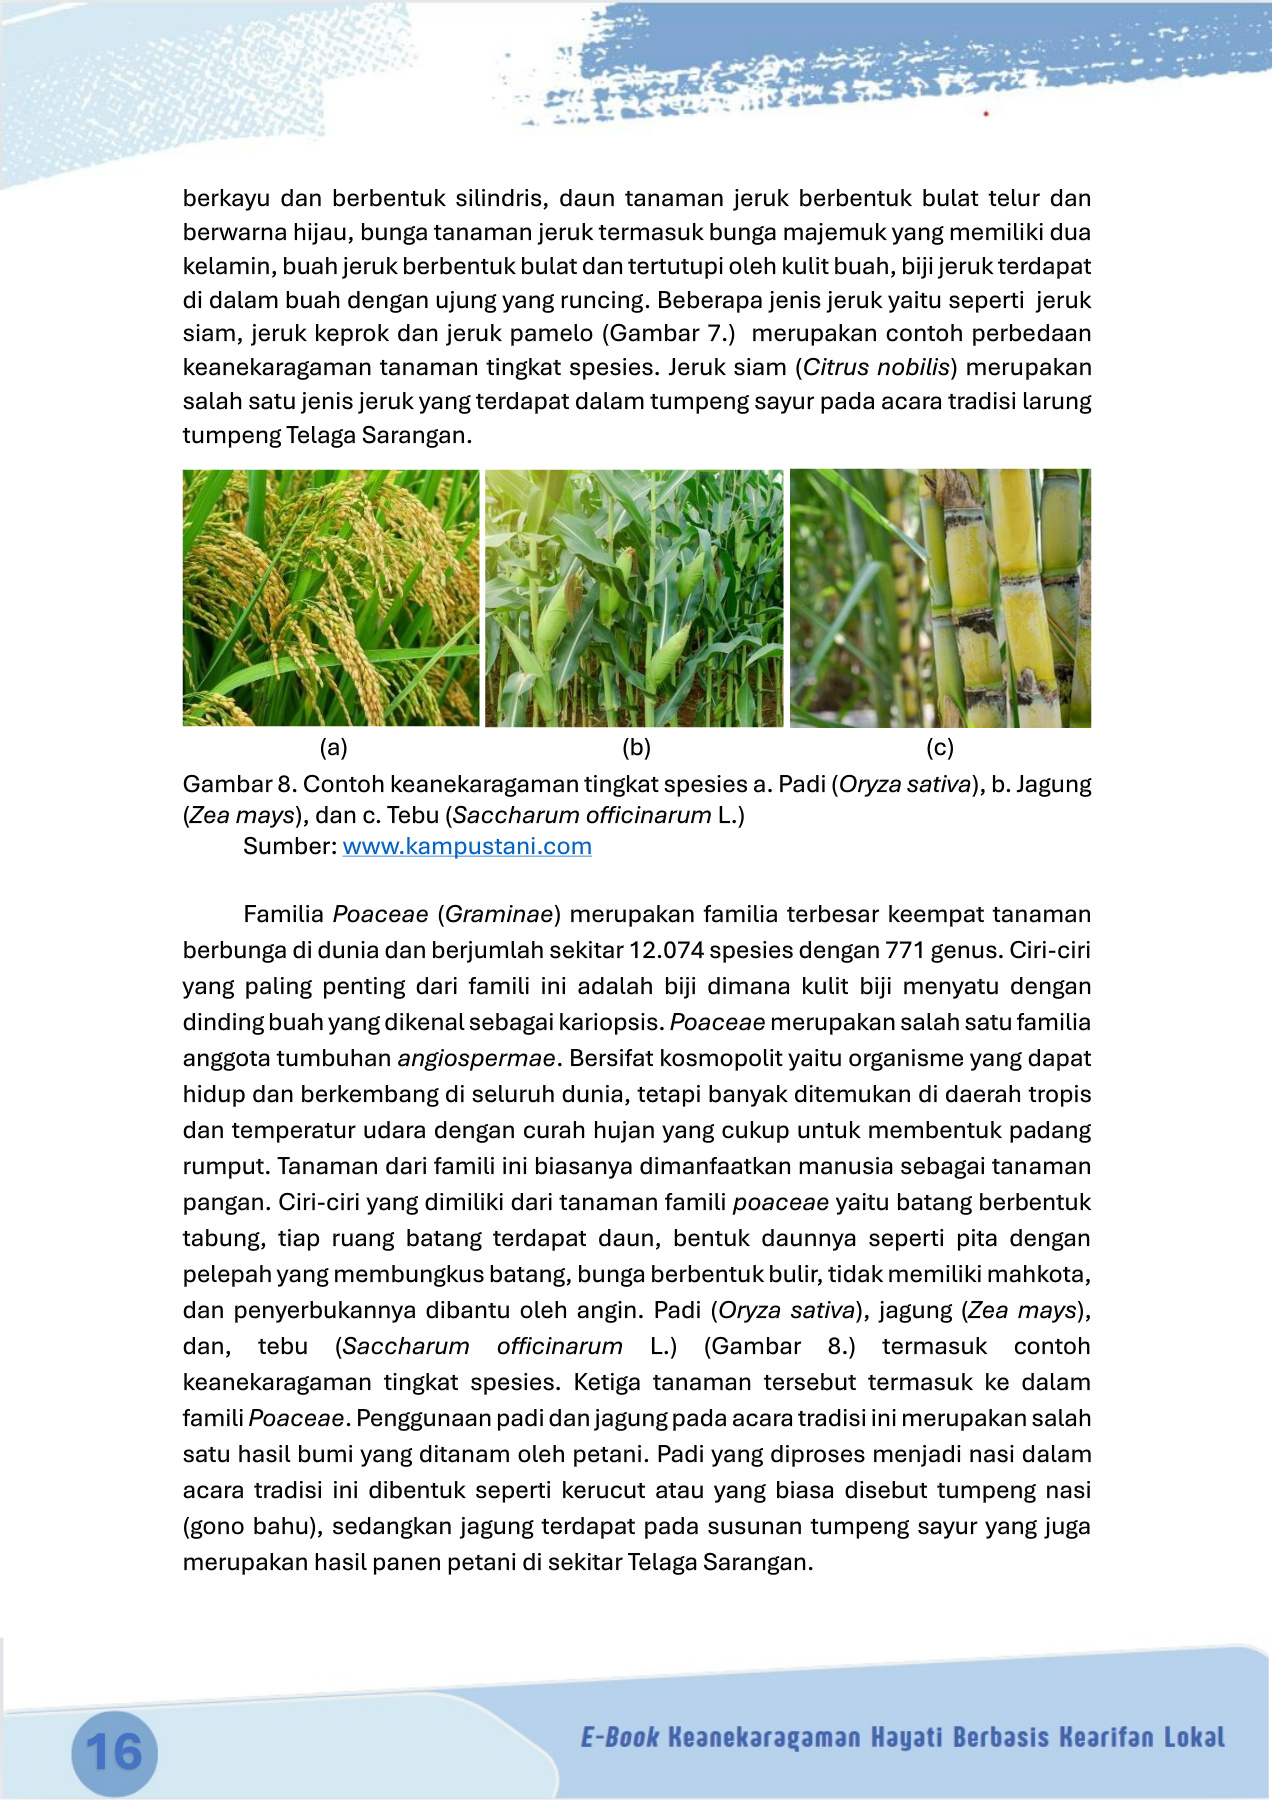 berkayu dan berbentuk silindris, daun tanaman jeruk berbentuk bulat telur dan
berwarna hijau, bunga tanaman jeruk termasuk bunga majemuk yang memiliki dua
kelamin, buah jeruk berbentuk bulat dan tertutupi oleh kulit buah, biji jeruk terdapat
di dalam buah dengan ujung yang runcing. Beberapa jenis jeruk yaitu seperti jeruk
siam, jeruk keprok dan jeruk pamelo (Gambar 7.) merupakan contoh perbedaan
keanekaragaman tanaman tingkat spesies. Jeruk siam (Citrus nobilis) merupakan
salah satu jenis jeruk yang terdapat dalam tumpeng sayur pada acara tradisi larung
tumpeng Telaga Sarangan.
(a) (b) (c)
Gambar 8. Contoh keanekaragaman tingkat spesies a. Padi (Oryza sativa), b. Jagung
(Zea mays), dan c. Tebu (Saccharum officinarum L.)
Sumber: www.kampustani.com
Familia Poaceae (Graminae) merupakan familia terbesar keempat tanaman
berbunga di dunia dan berjumlah sekitar 12.074 spesies dengan 771 genus. Ciri-ciri
yang paling penting dari famili ini adalah biji dimana kulit biji menyatu dengan
dinding buah yang dikenal sebagai kariopsis. Poaceae merupakan salah satu familia
anggota tumbuhan angiospermae. Bersifat kosmopolit yaitu organisme yang dapat
hidup dan berkembang di seluruh dunia, tetapi banyak ditemukan di daerah tropis
dan temperatur udara dengan curah hujan yang cukup untuk membentuk padang
rumput. Tanaman dari famili ini biasanya dimanfaatkan manusia sebagai tanaman
pangan. Ciri-ciri yang dimiliki dari tanaman famili poaceae yaitu batang berbentuk
tabung, tiap ruang batang terdapat daun, bentuk daunnya seperti pita dengan
pelepah yang membungkus batang, bunga berbentuk bulir, tidak memiliki mahkota,
dan penyerbukannya dibantu oleh angin. Padi (Oryza sativa), jagung (Zea mays),
dan, tebu (Saccharum officinarum L.) (Gambar 8.) termasuk contoh
keanekaragaman tingkat spesies. Ketiga tanaman tersebut termasuk ke dalam
famili Poaceae. Penggunaan padi dan jagung pada acara tradisi ini merupakan salah
satu hasil bumi yang ditanam oleh petani. Padi yang diproses menjadi nasi dalam
acara tradisi ini dibentuk seperti kerucut atau yang biasa disebut tumpeng nasi
(gono bahu), sedangkan jagung terdapat pada susunan tumpeng sayur yang juga
merupakan hasil panen petani di sekitar Telaga Sarangan.
16
E-Book Keanekaragaman Hayati Berbasis Kearifan Lokal